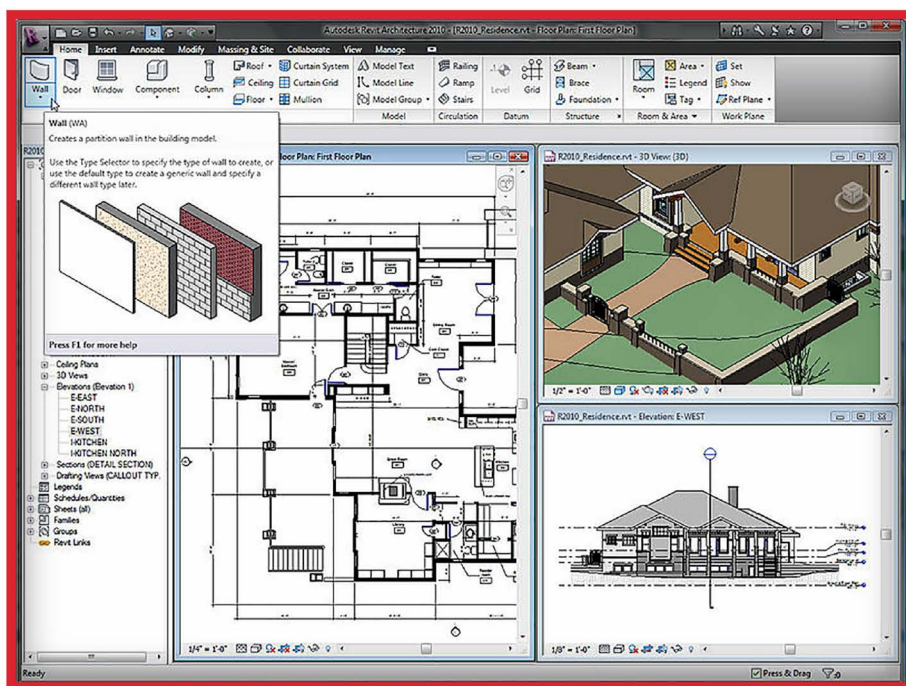 Autodesk Revit Architecture 2010 - [R2010_Residence.rvt - Floor Plan: First Floor Plan]
Home Insert Annotate Modify Massing & Site Collaborate View Manage
Wall Door Window Component Column
Roof Curtain System Model Text Railing Beam Area Set
Ceiling Curtain Grid Model Line Ramp Level Grid Brace Room Legend Show
Floor Mullion Model Group Stairs Foundation Tag Ref Plane
Model Circulation Datum Structure Room & Area Work Plane
Wall (WA)
Creates a partition wall in the building model.
Use the Type Selector to specify the type of wall to create, or
use the default type to create a generic wall and specify a
different wall type later.
Press F1 for more help
oor Plan: First Floor Plan
R2010_Residence.rvt - 3D View: {3D}
1/2" = 1'-0"
R2010_Residence.rvt - Elevation: E-WEST
Ceiling Plans
3D Views
Elevations (Elevation 1)
E-EAST
E-NORTH
E-SOUTH
E-WEST
I-KITCHEN
I-KITCHEN NORTH
Sections (DETAIL SECTION)
Drafting Views (CALLOUT TYP.
Legends
Schedules/Quantities
Sheets (all)
Families
Groups
Revit Links
1/4" = 1'-0"
1/8" = 1'-0"
Ready
Press & Drag :0